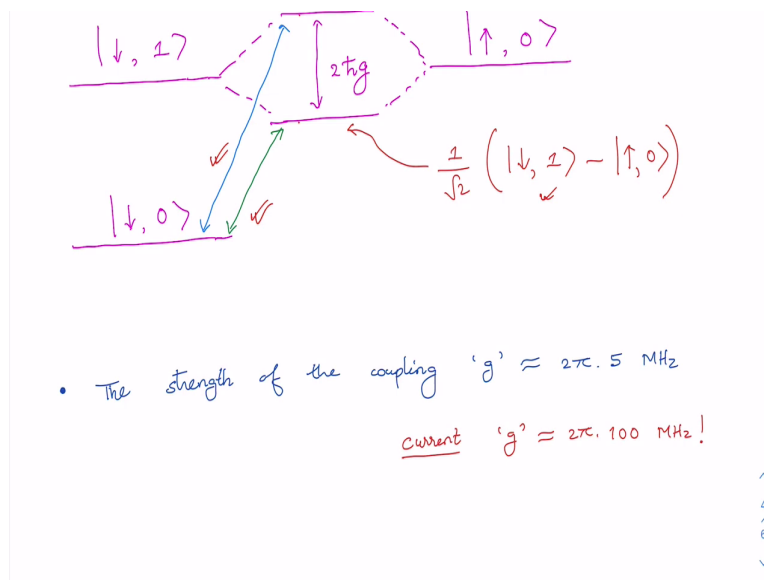 |↓, 1⟩
|↑, 0⟩
2ħg
1/√2 (|↓, 1⟩ − |↑, 0⟩)
|↓, 0⟩
• The strength of the coupling 'g' ≈ 2π. 5 MHz
current 'g' ≈ 2π. 100 MHz!